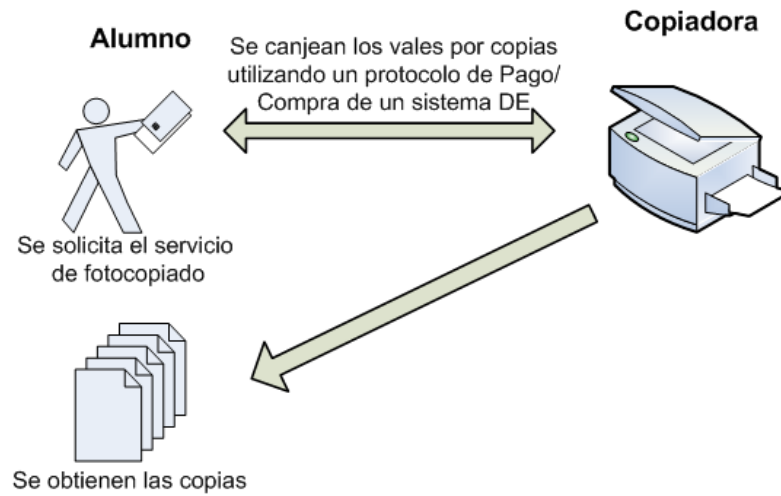 Alumno
Se canjean los vales por copias
utilizando un protocolo de Pago/
Compra de un sistema DE
Copiadora
Se solicita el servicio
de fotocopiado
Se obtienen las copias